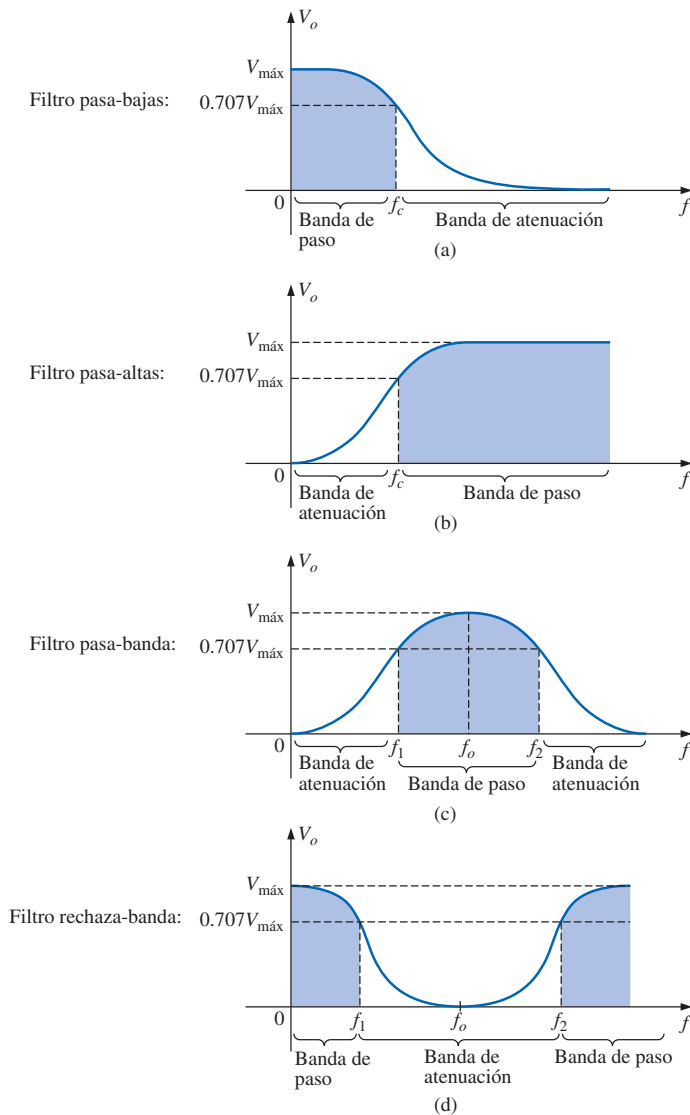 V_o
V_máx
Filtro pasa-bajas: 0.707V_máx
0 f_c f
Banda de paso
Banda de atenuación
(a)
V_o
V_máx
Filtro pasa-altas: 0.707V_máx
0 f_c f
Banda de atenuación
Banda de paso
(b)
V_o
V_máx
Filtro pasa-banda: 0.707V_máx
0 f_1 f_o f_2 f
Banda de atenuación
Banda de paso
Banda de atenuación
(c)
V_o
V_máx
Filtro rechaza-banda: 0.707V_máx
0 f_1 f_o f_2 f
Banda de paso
Banda de atenuación
Banda de paso
(d)